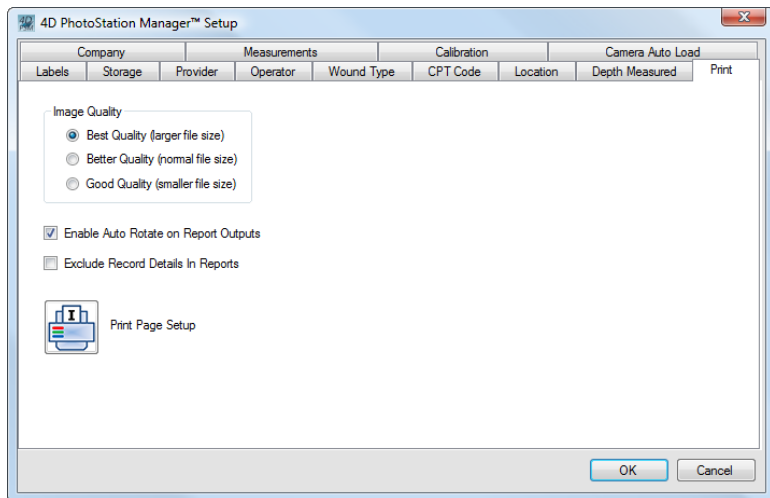 4D PhotoStation Manager™ Setup
Company Measurements Calibration Camera Auto Load
Labels Storage Provider Operator Wound Type CPT Code Location Depth Measured Print
Image Quality
Best Quality (larger file size)
Better Quality (normal file size)
Good Quality (smaller file size)
Enable Auto Rotate on Report Outputs
Exclude Record Details In Reports
I
Print Page Setup
OK Cancel